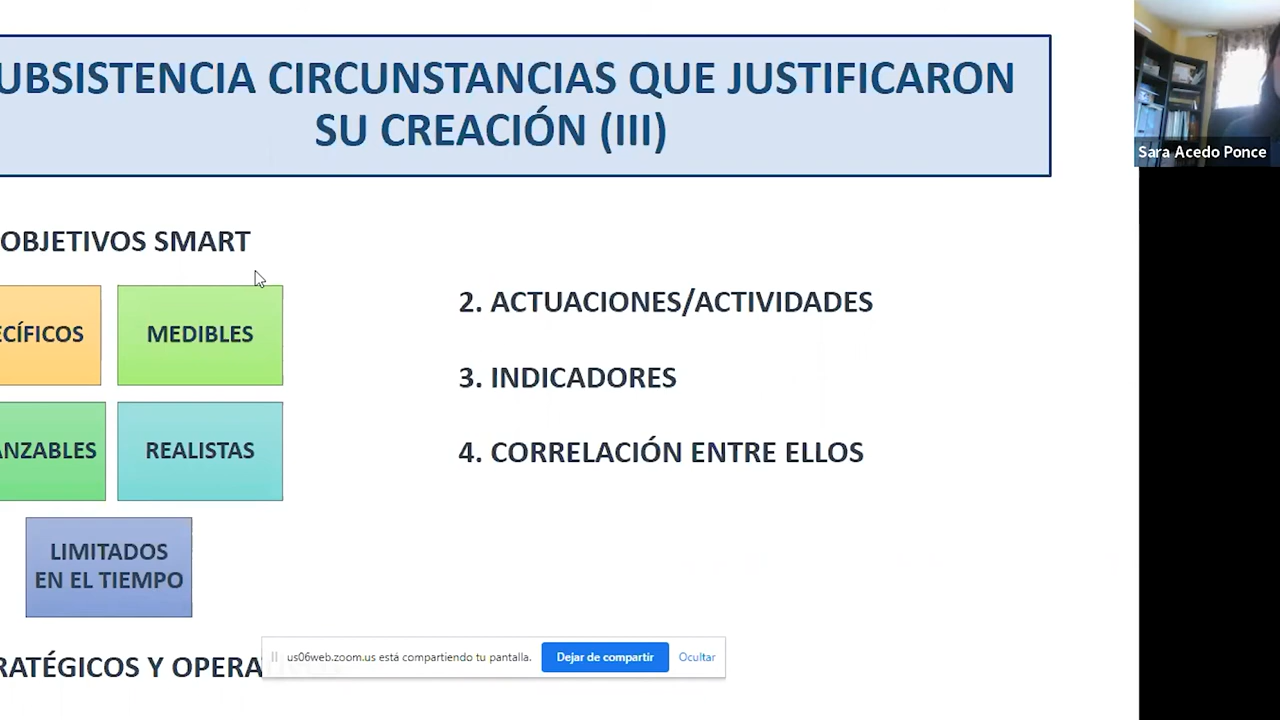 UBSISTENCIA CIRCUNSTANCIAS QUE JUSTIFICARON
SU CREACIÓN (III)
Sara Acedo Ponce
OBJETIVOS SMART
ECÍFICOS
MEDIBLES
ANZABLES
REALISTAS
LIMITADOS
EN EL TIEMPO
RATÉGICOS Y OPERA
2. ACTUACIONES/ACTIVIDADES
3. INDICADORES
4. CORRELACIÓN ENTRE ELLOS
us06web.zoom.us está compartiendo tu pantalla.
Dejar de compartir
Ocultar